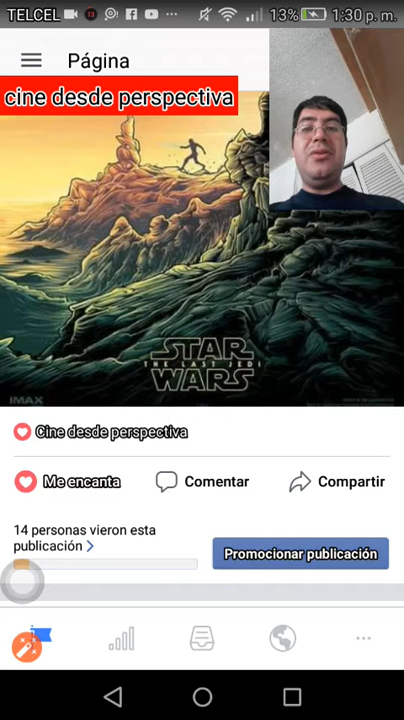 TELCEL 13% 1:30 p. m.
Página
cine desde perspectiva
STAR
THE LAST JEDI
WARS
IMAX
Cine desde perspectiva
Me encanta Comentar Compartir
14 personas vieron esta
publicación
Promocionar publicación